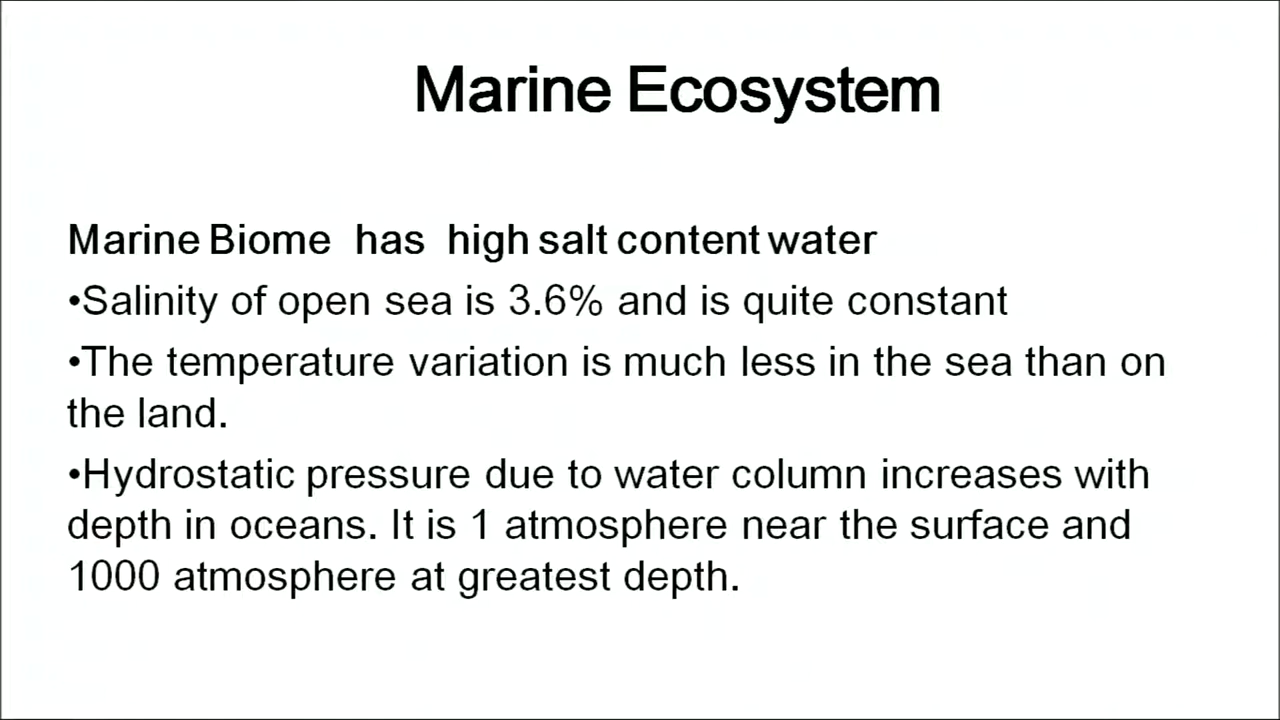 Marine Ecosystem
Marine Biome has high salt content water
•Salinity of open sea is 3.6% and is quite constant
•The temperature variation is much less in the sea than on
the land.
•Hydrostatic pressure due to water column increases with
depth in oceans. It is 1 atmosphere near the surface and
1000 atmosphere at greatest depth.